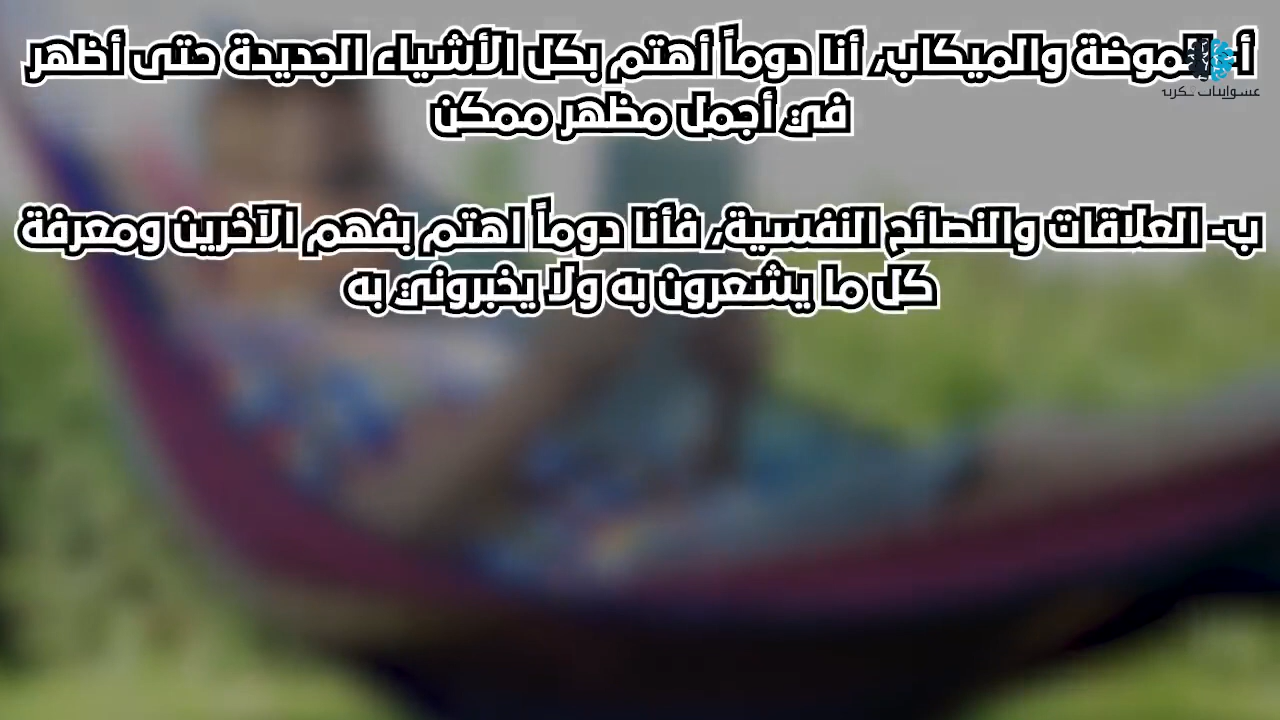 أ- الموضة والميكاب, أنا دوماً أهتم بكل الأشياء الجديدة حتى أظهر
في أجمل مظهر ممكن
ب- العلاقات والنصائح النفسية, فأنا دوماً اهتم بفهم الآخرين ومعرفة
كل ما يشعرون به ولا يخبروني به